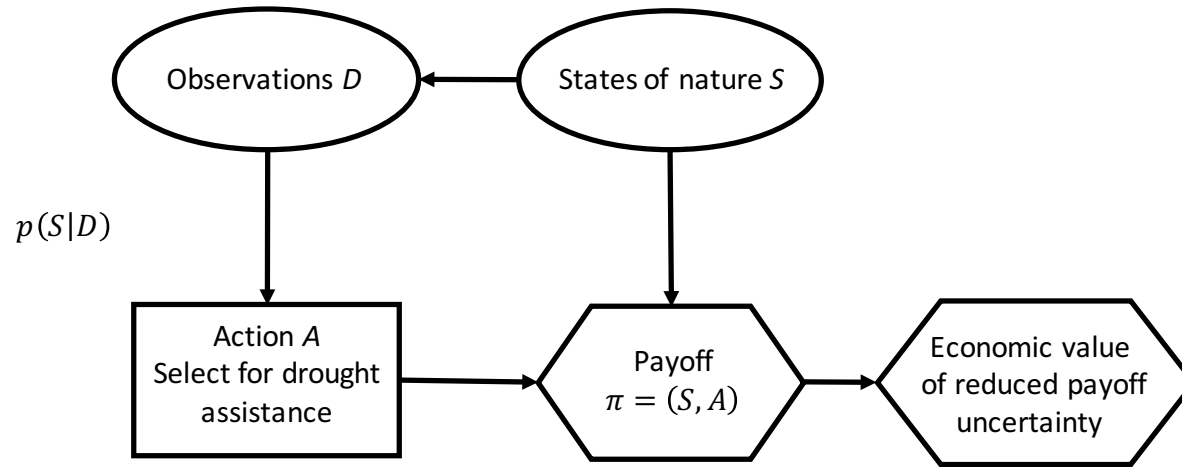 Observations D
States of nature S
p(S|D)
Action A
Select for drought
assistance
Payoff
π = (S, A)
Economic value
of reduced payoff
uncertainty